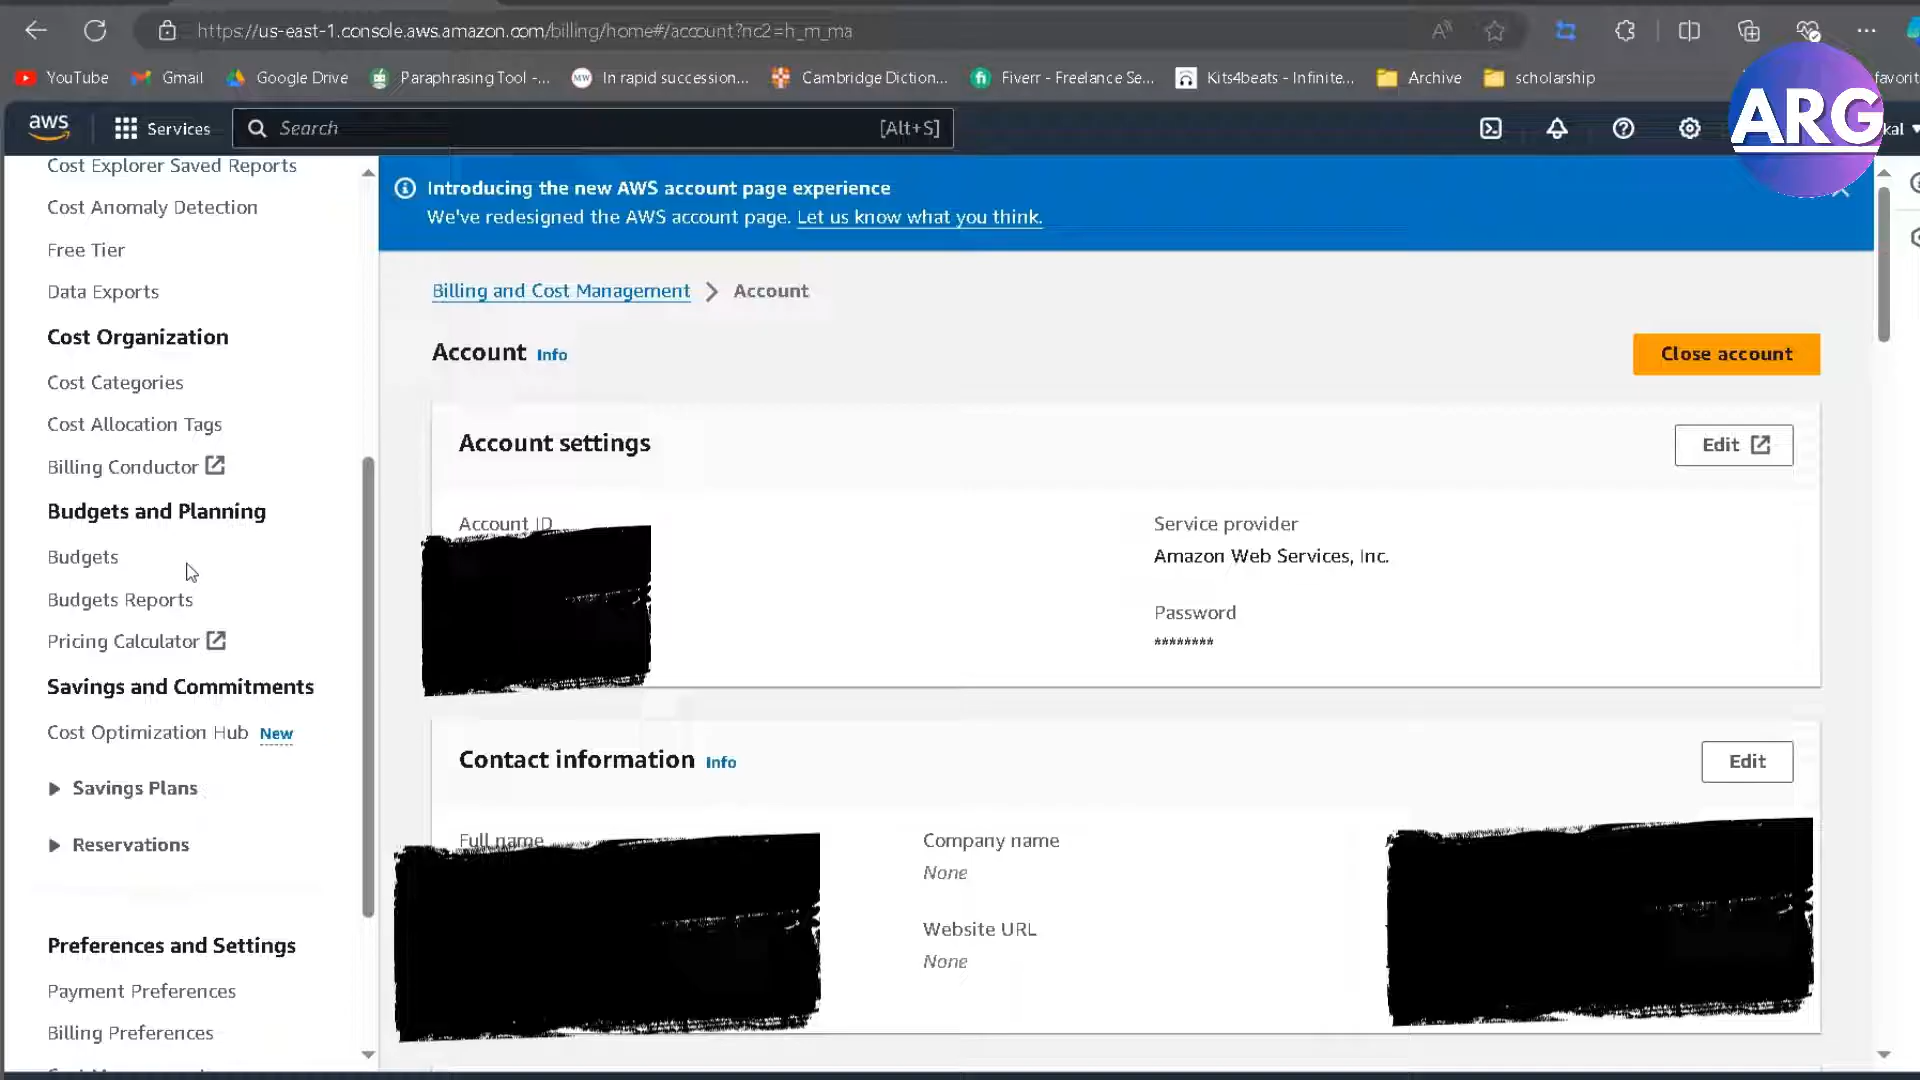 https://us-east-1.console.aws.amazon.com/billing/home#/account?nc2=h_m_ma
YouTube
Gmail
Google Drive
Paraphrasing Tool -...
MW
In rapid succession...
Cambridge Diction...
fi
Fiverr - Freelance Se...
Kits4beats - Infinite...
Archive
scholarship
favorit
ARG
aws
Services
Search
[Alt+S]
kal
Cost Explorer Saved Reports
Cost Anomaly Detection
Free Tier
Data Exports
Cost Organization
Cost Categories
Cost Allocation Tags
Billing Conductor
Budgets and Planning
Budgets
Budgets Reports
Pricing Calculator
Savings and Commitments
Cost Optimization Hub New
Savings Plans
Reservations
Preferences and Settings
Payment Preferences
Billing Preferences
Introducing the new AWS account page experience
We've redesigned the AWS account page. Let us know what you think.
Billing and Cost Management > Account
Account Info
Close account
Account settings
Edit
Account ID
Service provider
Amazon Web Services, Inc.
Password
********
Contact information Info
Edit
Full name
Company name
None
Website URL
None